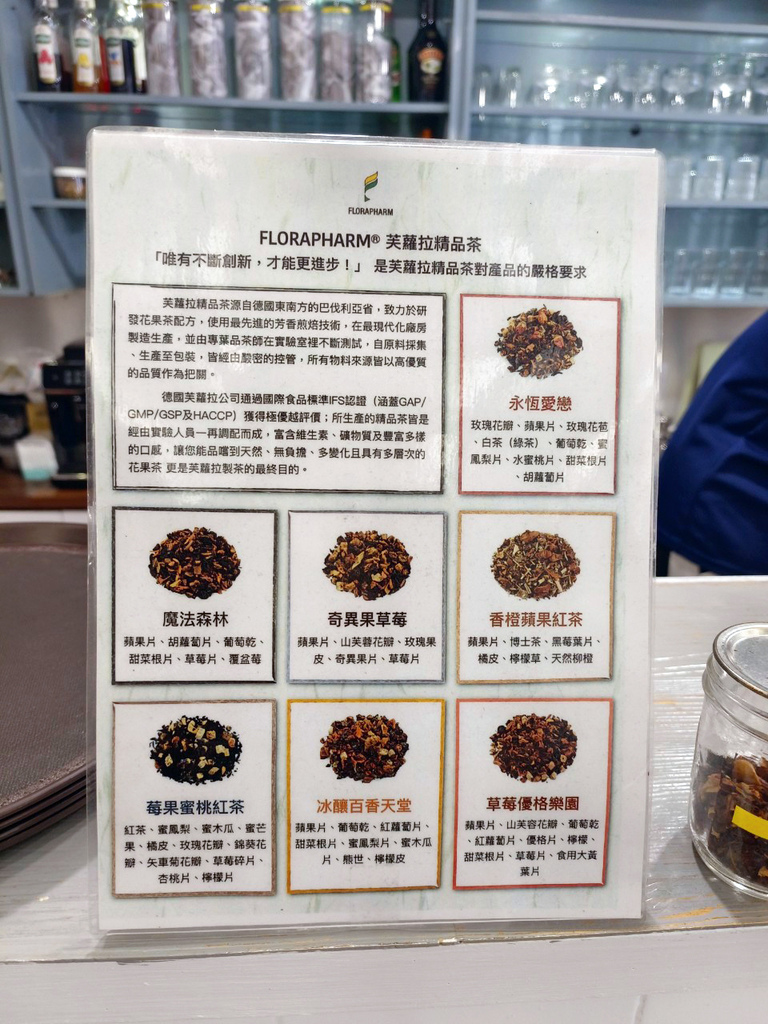 FLORAPHARM
FLORAPHARM® 芙蘿拉精品茶
「唯有不斷創新，才能更進步！」 是芙蘿拉精品茶對產品的嚴格要求
芙蘿拉精品茶源自德國東南方的巴伐利亞省，致力於研
發花果茶配方，使用最先進的芳香煎焙技術，在最現代化廠房
製造生產，並由專業品茶師在實驗室裡不斷測試，自原料採集
、生產至包裝，皆經由嚴密的控管，所有物料來源皆以高優質
的品質作為把關。
德國芙蘿拉公司通過國際食品標準IFS認證（涵蓋GAP/
GMP/GSP及HACCP）獲得極優越評價；所生產的精品茶皆是
經由實驗人員一再調配而成，富含維生素、礦物質及豐富多樣
的口感，讓您能品嚐到天然、無負擔、多變化且具有多層次的
花果茶 更是芙蘿拉製茶的最終目的。
永恆愛戀
玫瑰花瓣、蘋果片、玫瑰花苞
、白茶（綠茶）、葡萄乾、蜜
鳳梨片、水蜜桃片、甜菜根片
、胡蘿蔔片
魔法森林
蘋果片、胡蘿蔔片、葡萄乾、
甜菜根片、草莓片、覆盆莓
奇異果草莓
蘋果片、山芙蓉花瓣、玫瑰果
皮、奇異果片、草莓片
香橙蘋果紅茶
蘋果片、博士茶、黑莓葉片、
橘皮、檸檬草、天然柳橙
莓果蜜桃紅茶
紅茶、蜜鳳梨、蜜木瓜、蜜芒
果、橘皮、玫瑰花瓣、錦葵花
瓣、矢車菊花瓣、草莓碎片、
杏桃片、檸檬片
冰釀百香天堂
蘋果片、葡萄乾、紅蘿蔔片、
甜菜根片、蜜鳳梨片、蜜木瓜
片、熊世、檸檬皮
草莓優格樂園
蘋果片、山芙容花瓣、葡萄乾
、紅蘿蔔片、優格片、檸檬、
甜菜根片、草莓片、食用大黃
葉片